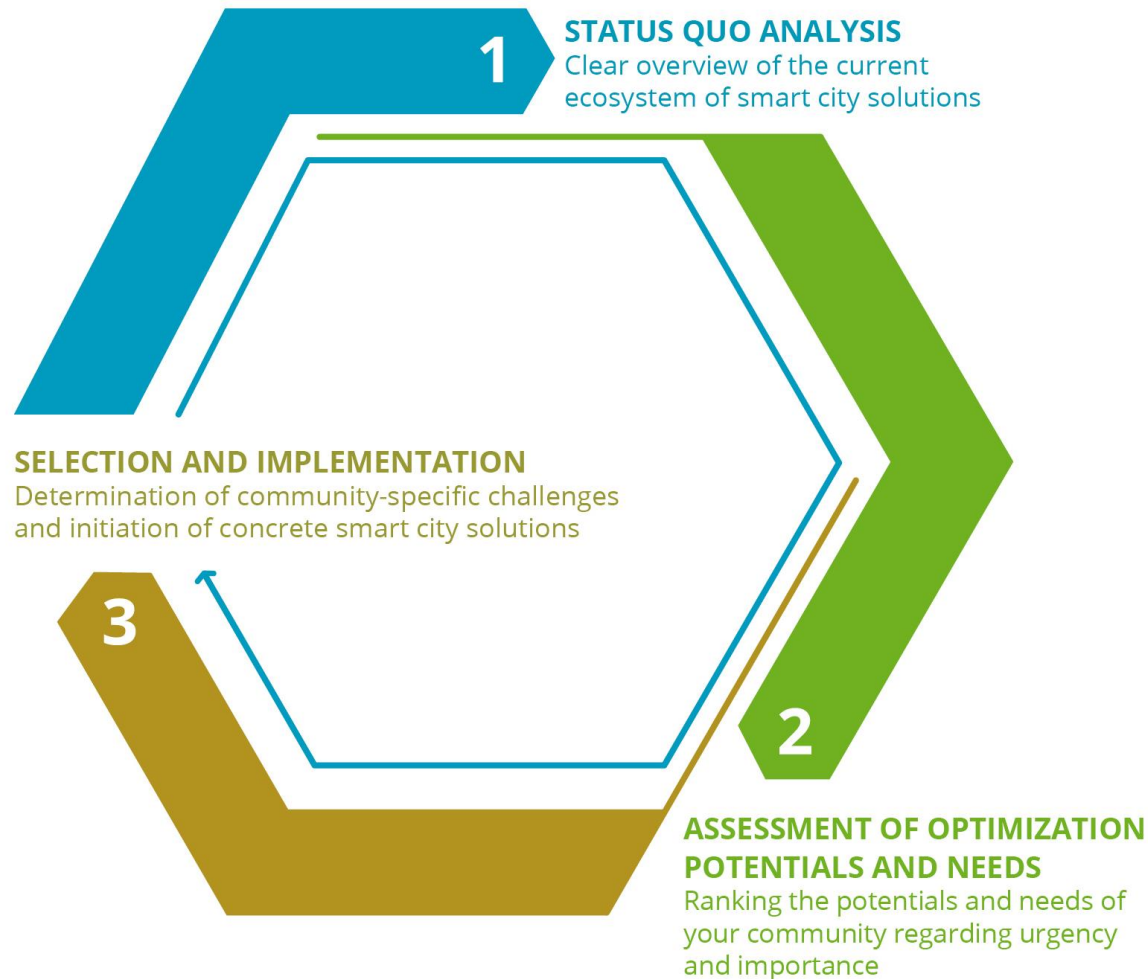 1
STATUS QUO ANALYSIS
Clear overview of the current
ecosystem of smart city solutions
2
ASSESSMENT OF OPTIMIZATION
POTENTIALS AND NEEDS
Ranking the potentials and needs of
your community regarding urgency
and importance
3
SELECTION AND IMPLEMENTATION
Determination of community-specific challenges
and initiation of concrete smart city solutions